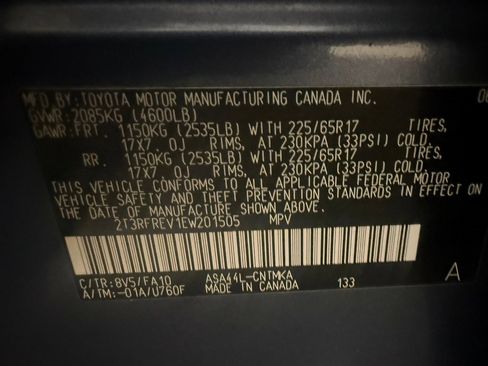 MFD BY: TOYOTA MOTOR MANUFACTURING CANADA INC.
GVWR: 2085KG (4600LB)
GAWR: FRT. 1150KG (2535LB) WITH 225/65R17 TIRES,
17X7.0J RIMS, AT 230KPA (33PSI) COLD.
RR. 1150KG (2535LB) WITH 225/65R17 TIRES,
17X7.0J RIMS, AT 230KPA (33PSI) COLD.
THIS VEHICLE CONFORMS TO ALL APPLICABLE FEDERAL MOTOR
VEHICLE SAFETY AND THEFT PREVENTION STANDARDS IN EFFECT ON
THE DATE OF MANUFACTURE SHOWN ABOVE.
2T3RFREV1EW201505 MPV
C/TR: 8V5/FA10 ASA44L-CNTMKA
A/TM: -01A/U760F MADE IN CANADA 133 A